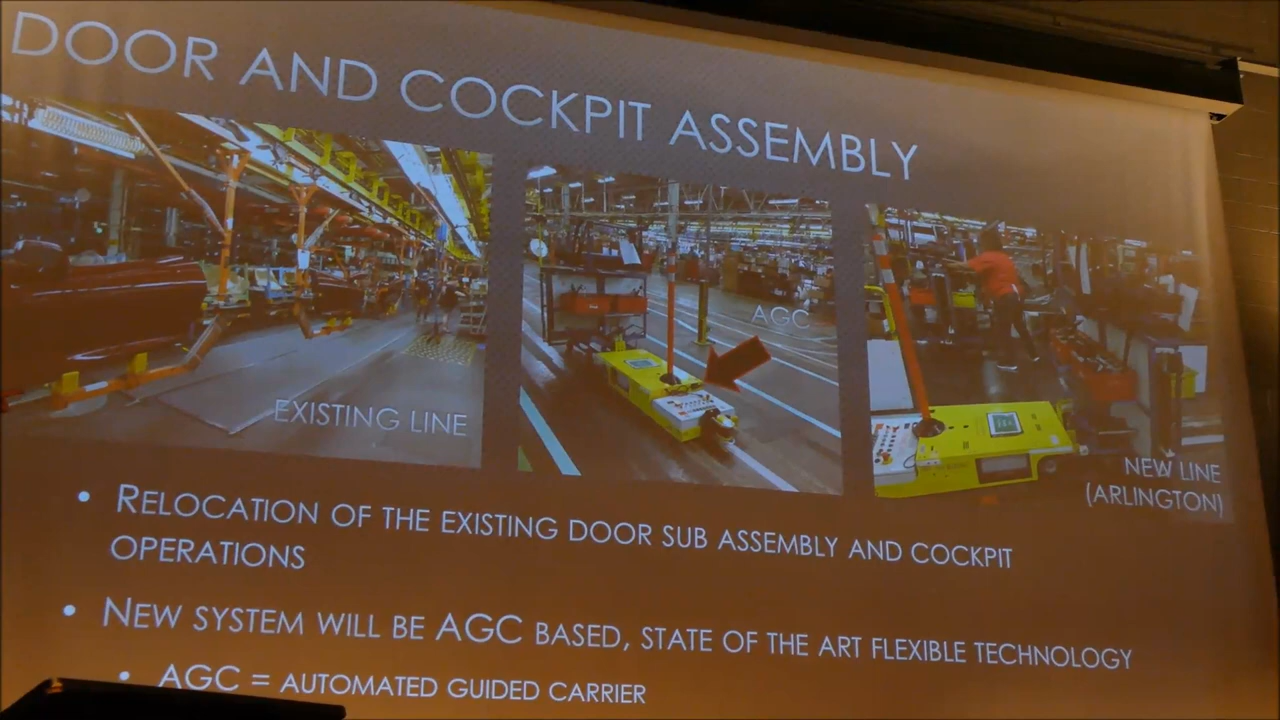 DOOR AND COCKPIT ASSEMBLY
EXISTING LINE
AGC
NEW LINE
(ARLINGTON)
• RELOCATION OF THE EXISTING DOOR SUB ASSEMBLY AND COCKPIT
OPERATIONS
• NEW SYSTEM WILL BE AGC BASED, STATE OF THE ART FLEXIBLE TECHNOLOGY
• AGC = AUTOMATED GUIDED CARRIER